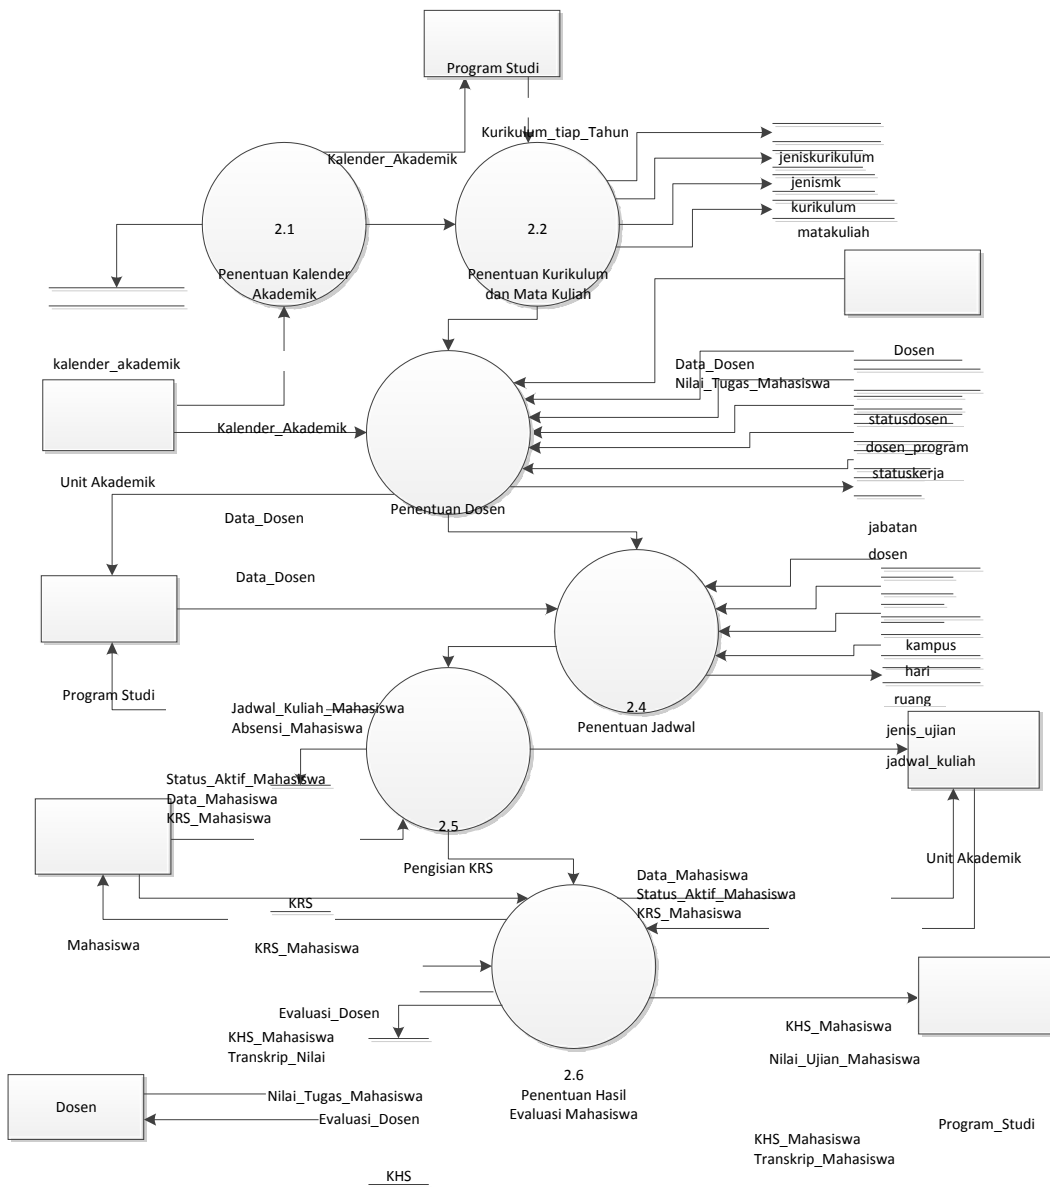 Program Studi
Kurikulum_tiap_Tahun
Kalender_Akademik
jeniskurikulum
jenismk
kurikulum
matakuliah
2.1
Penentuan Kalender
Akademik
2.2
Penentuan Kurikulum
dan Mata Kuliah
kalender_akademik
Dosen
Data_Dosen
Nilai_Tugas_Mahasiswa
Kalender_Akademik
statusdosen
dosen_program
statuskerja
Unit Akademik
Penentuan Dosen
Data_Dosen
jabatan
dosen
Data_Dosen
kampus
hari
ruang
Program Studi
Jadwal_Kuliah_Mahasiswa
Absensi_Mahasiswa
2.4
Penentuan Jadwal
jenis_ujian
jadwal_kuliah
Status_Aktif_Mahasiswa
Data_Mahasiswa
KRS_Mahasiswa
2.5
Pengisian KRS
Unit Akademik
Data_Mahasiswa
Status_Aktif_Mahasiswa
KRS_Mahasiswa
KRS
Mahasiswa
KRS_Mahasiswa
Evaluasi_Dosen
KHS_Mahasiswa
Transkrip_Nilai
KHS_Mahasiswa
Nilai_Ujian_Mahasiswa
2.6
Penentuan Hasil
Evaluasi Mahasiswa
Dosen
Nilai_Tugas_Mahasiswa
Evaluasi_Dosen
Program_Studi
KHS_Mahasiswa
Transkrip_Mahasiswa
KHS